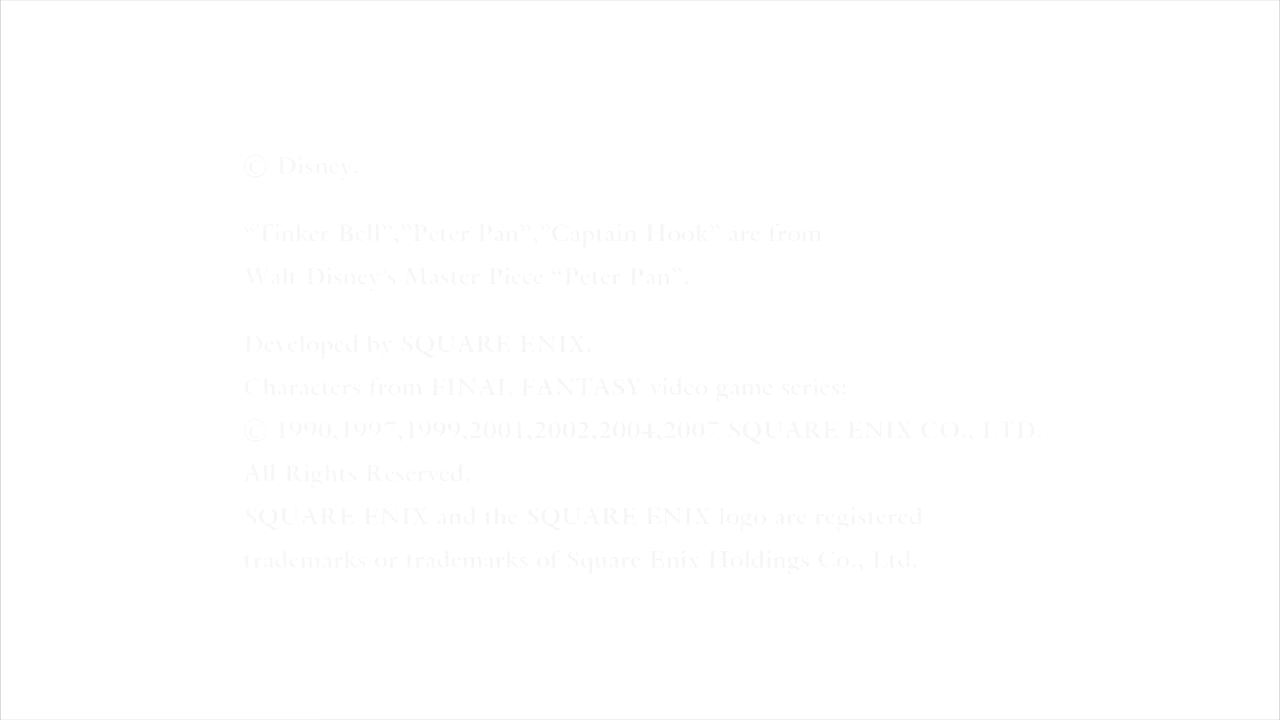 © Disney.
“Tinker Bell”,”Peter Pan”,”Captain Hook” are from
Walt Disney's Master Piece “Peter Pan”.
Developed by SQUARE ENIX.
Characters from FINAL FANTASY video game series:
© 1990,1997,1999,2001,2002,2004,2007 SQUARE ENIX CO., LTD.
All Rights Reserved.
SQUARE ENIX and the SQUARE ENIX logo are registered
trademarks or trademarks of Square Enix Holdings Co., Ltd.